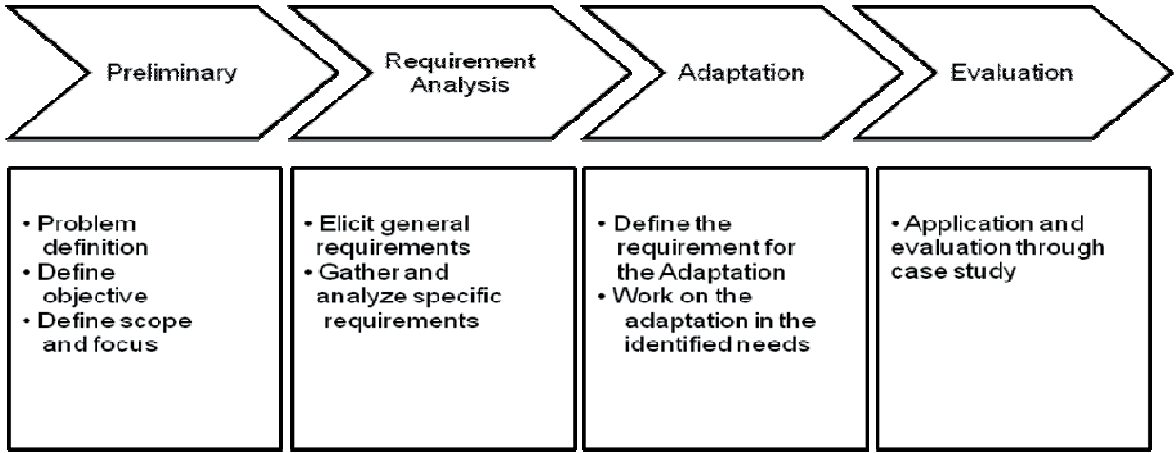 Preliminary
Requirement
Analysis
Adaptation
Evaluation
• Problem
definition
• Define
objective
• Define scope
and focus
• Elicit general
requirements
• Gather and
analyze specific
requirements
• Define the
requirement for
the Adaptation
• Work on the
adaptation in the
identified needs
• Application and
evaluation through
case study